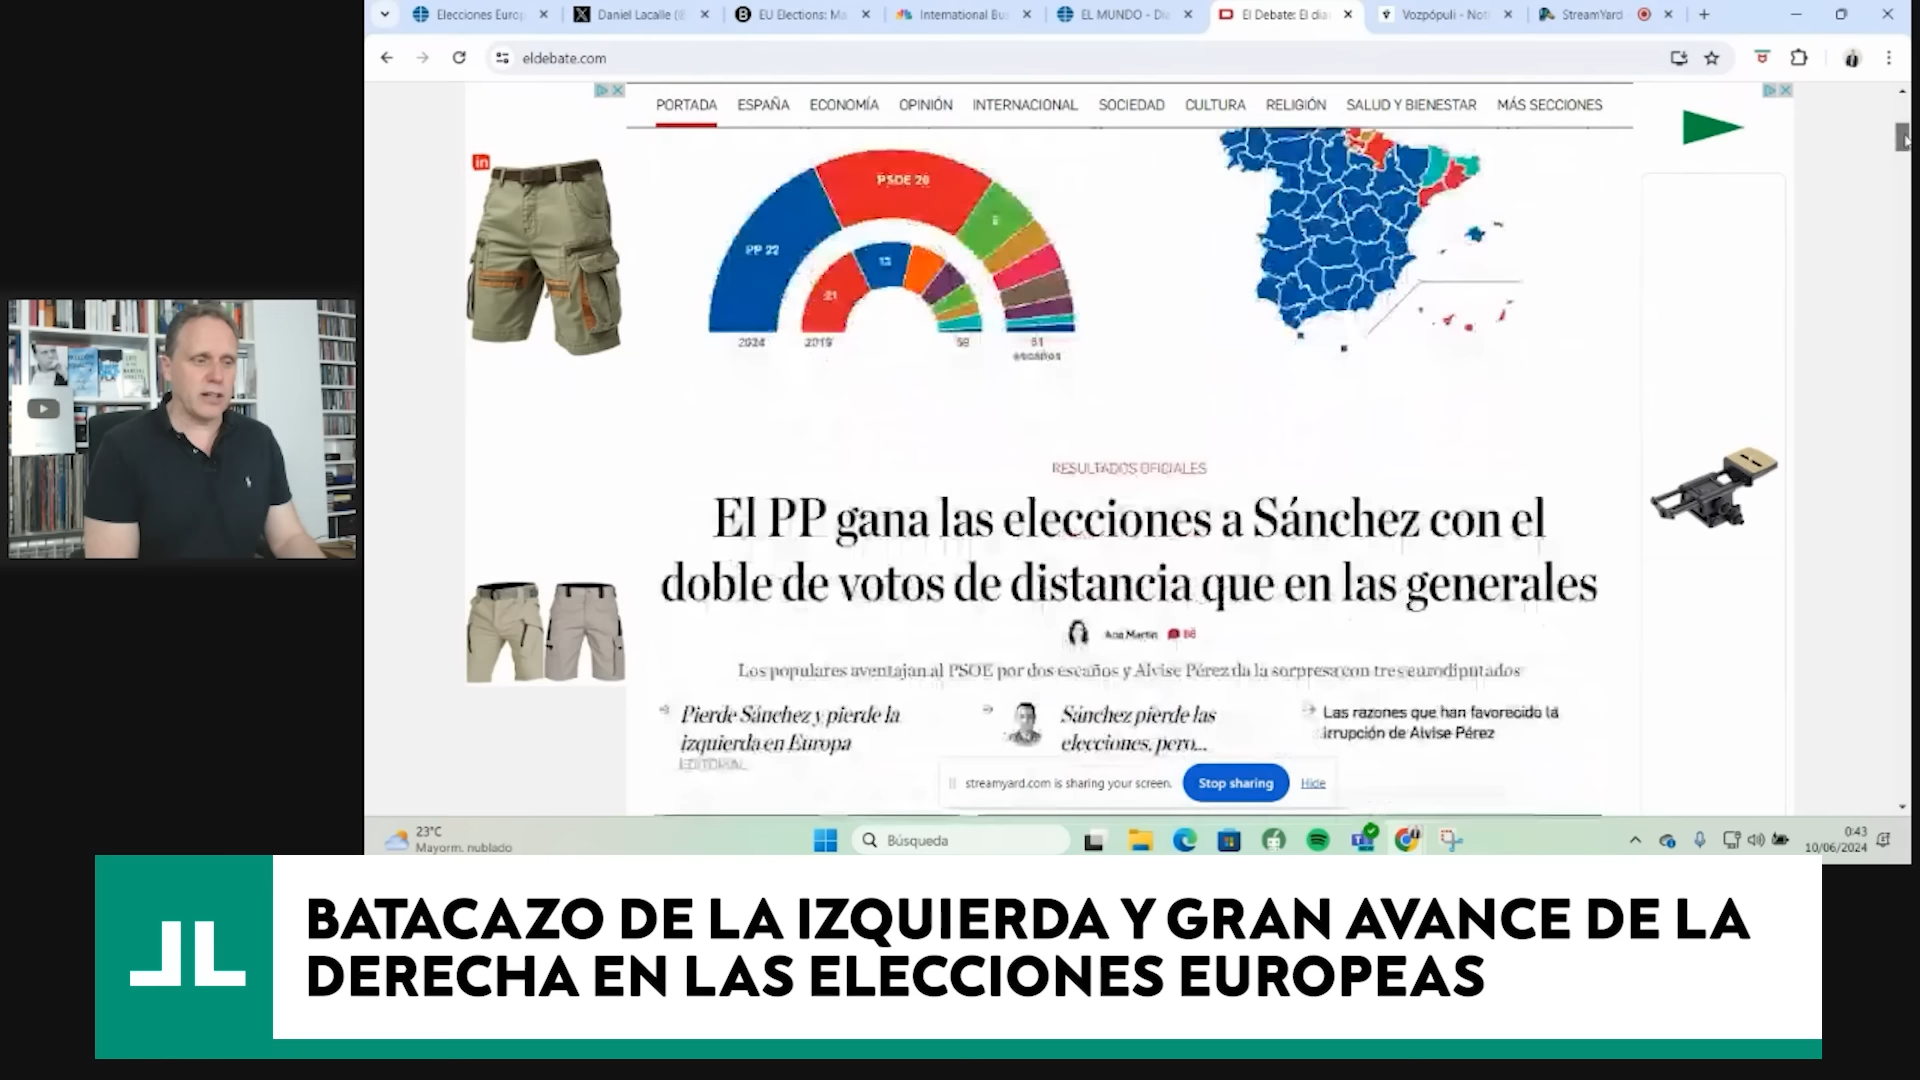 Elecciones Euro
Daniel Lacalle (
EU Elections: Ma
International Bu
EL MUNDO - Di
El Debate: El dia
Vozpópuli - Not
StreamYard
eldebate.com
PORTADA ESPAÑA ECONOMÍA OPINIÓN INTERNACIONAL SOCIEDAD CULTURA RELIGIÓN SALUD Y BIENESTAR MÁS SECCIONES
in
PSOE 20
PP 22
6
12
21
2024 2019 61
escaños
RESULTADOS OFICIALES
El PP gana las elecciones a Sánchez con el
doble de votos de distancia que en las generales
Ana Martín
Los populares aventajan al PSOE por dos escaños y Alvise Pérez da la sorpresa con tres eurodiputados
Pierde Sánchez y pierde la
izquierda en Europa
EDITORIAL
Sánchez pierde las
elecciones, pero...
Las razones que han favorecido la
irrupción de Alvise Pérez
streamyard.com is sharing your screen. Stop sharing Hide
23°C
Mayorm. nublado
Búsqueda
0:43
10/06/2024
BATACAZO DE LA IZQUIERDA Y GRAN AVANCE DE LA
DERECHA EN LAS ELECCIONES EUROPEAS